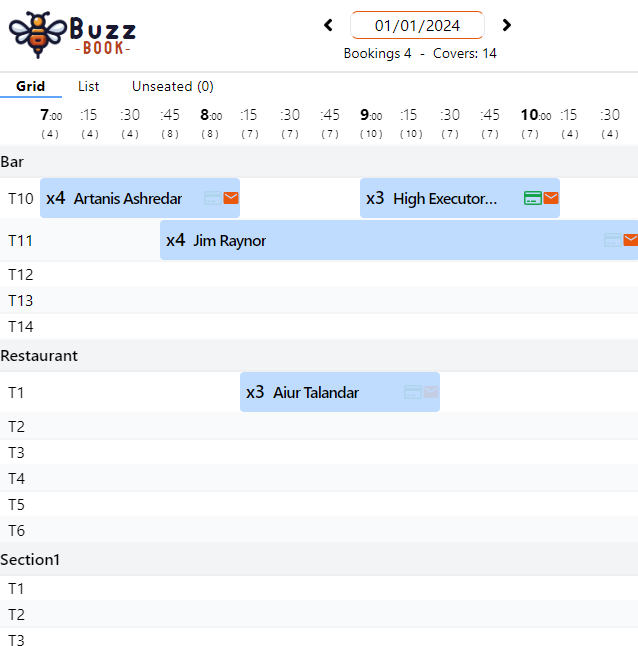 Buzz
-BOOK-
01/01/2024
Bookings 4 - Covers: 14
Grid List Unseated (0)
7:00 :15 :30 :45 8:00 :15 :30 :45 9:00 :15 :30 :45 10:00 :15 :30
(4) (4) (4) (8) (8) (7) (7) (7) (10) (10) (7) (7) (7) (4) (4)
Bar
T10 x4 Artanis Ashredar x3 High Executor...
T11 x4 Jim Raynor
T12
T13
T14
Restaurant
T1 x3 Aiur Talandar
T2
T3
T4
T5
T6
Section1
T1
T2
T3